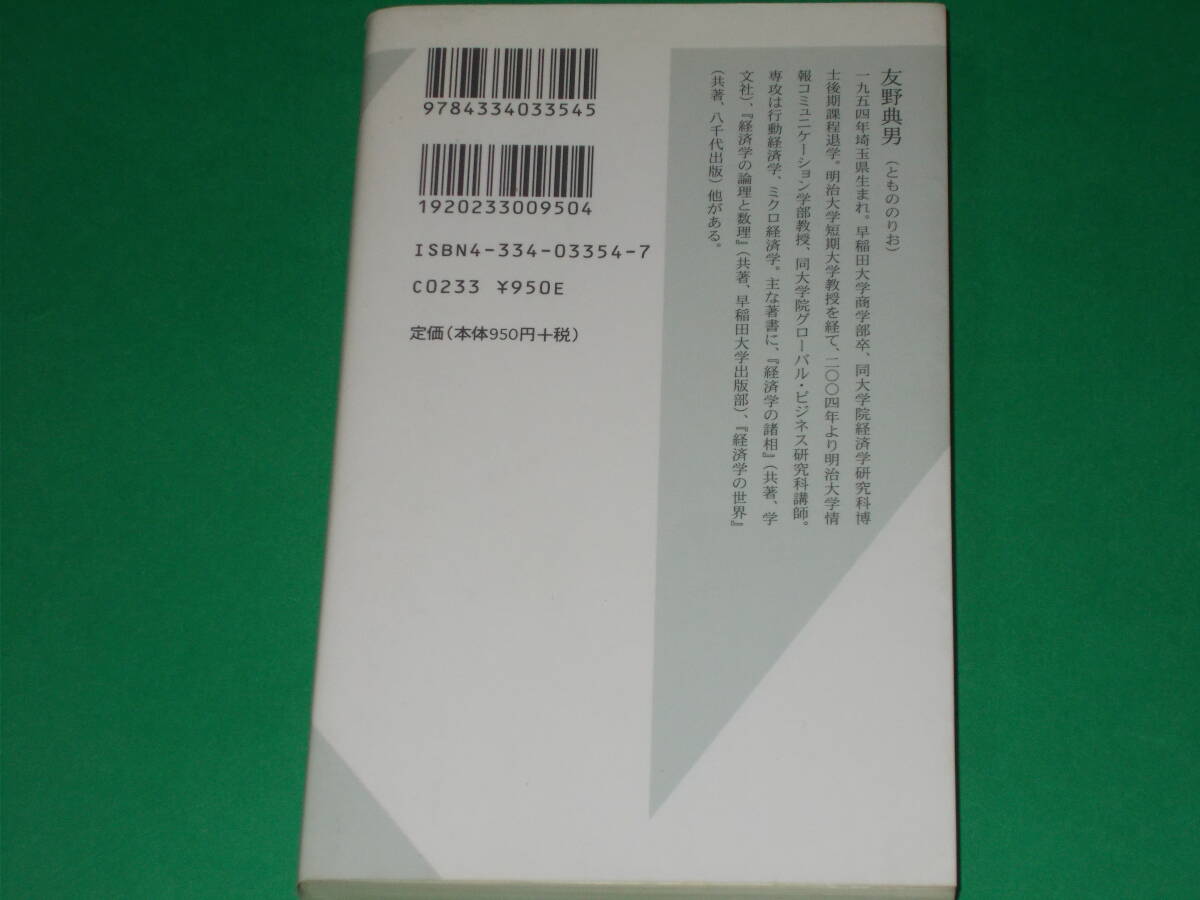 友野典男(ともののりお)
一九五四年埼玉県生まれ。早稲田大学商学部卒、同大学院経済学研究科博
士後期課程退学。明治大学短期大学教授を経て、二〇〇四年より明治大学情
報コミュニケーション学部教授、同大学院グローバル・ビジネス研究科講師。
専攻は行動経済学、ミクロ経済学。主な著書に、『経済学の諸相』(共著、学
文社)、『経済学の論理と数理』(共著、早稲田大学出版部)、『経済学の世界』
(共著、八千代出版)他がある。
9784334033545
1920233009504
ISBN4-334-03354-7
C0233 ¥950E
定価(本体950円+税)